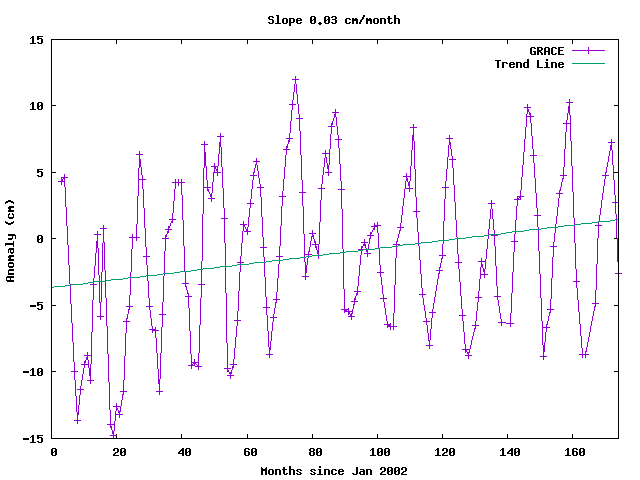 Slope 0.03 cm/month
15
10
5
0
-5
-10
-15
Anomaly (cm)
GRACE
Trend Line
0 20 40 60 80 100 120 140 160
Months since Jan 2002